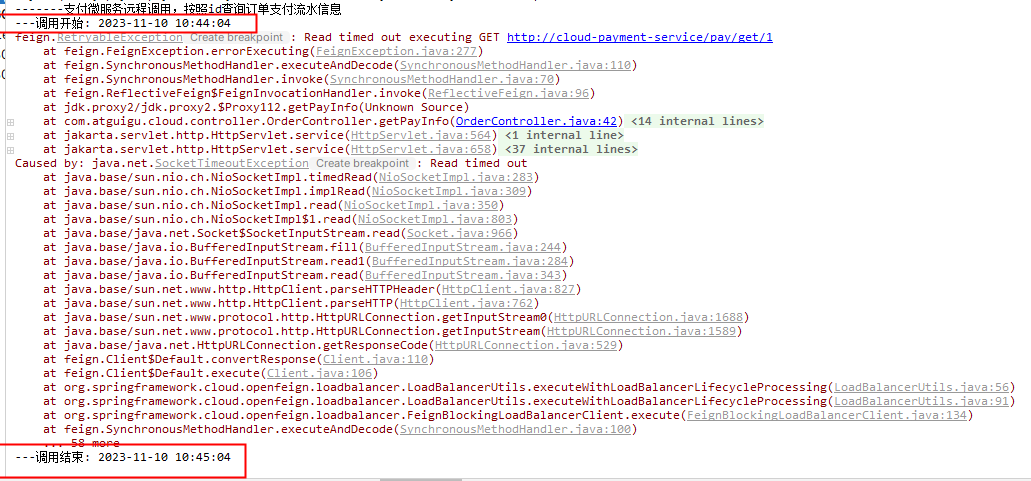 -------支付微服务远程调用，按照id查询订单支付流水信息
---调用开始: 2023-11-10 10:44:04
feign.RetryableException Create breakpoint : Read timed out executing GET http://cloud-payment-service/pay/get/1
at feign.FeignException.errorExecuting(FeignException.java:277)
at feign.SynchronousMethodHandler.executeAndDecode(SynchronousMethodHandler.java:110)
at feign.SynchronousMethodHandler.invoke(SynchronousMethodHandler.java:70)
at feign.ReflectiveFeign$FeignInvocationHandler.invoke(ReflectiveFeign.java:96)
at jdk.proxy2/jdk.proxy2.$Proxy112.getPayInfo(Unknown Source)
at com.atguigu.cloud.controller.OrderController.getPayInfo(OrderController.java:42) <14 internal lines>
at jakarta.servlet.http.HttpServlet.service(HttpServlet.java:564) <1 internal line>
at jakarta.servlet.http.HttpServlet.service(HttpServlet.java:658) <37 internal lines>
Caused by: java.net.SocketTimeoutException Create breakpoint : Read timed out
at java.base/sun.nio.ch.NioSocketImpl.timedRead(NioSocketImpl.java:283)
at java.base/sun.nio.ch.NioSocketImpl.implRead(NioSocketImpl.java:309)
at java.base/sun.nio.ch.NioSocketImpl.read(NioSocketImpl.java:350)
at java.base/sun.nio.ch.NioSocketImpl$1.read(NioSocketImpl.java:803)
at java.base/java.net.Socket$SocketInputStream.read(Socket.java:966)
at java.base/java.io.BufferedInputStream.fill(BufferedInputStream.java:244)
at java.base/java.io.BufferedInputStream.read1(BufferedInputStream.java:284)
at java.base/java.io.BufferedInputStream.read(BufferedInputStream.java:343)
at java.base/sun.net.www.http.HttpClient.parseHTTPHeader(HttpClient.java:827)
at java.base/sun.net.www.http.HttpClient.parseHTTP(HttpClient.java:762)
at java.base/sun.net.www.protocol.http.HttpURLConnection.getInputStream0(HttpURLConnection.java:1688)
at java.base/sun.net.www.protocol.http.HttpURLConnection.getInputStream(HttpURLConnection.java:1589)
at java.base/java.net.HttpURLConnection.getResponseCode(HttpURLConnection.java:529)
at feign.Client$Default.convertResponse(Client.java:110)
at feign.Client$Default.execute(Client.java:106)
at org.springframework.cloud.openfeign.loadbalancer.LoadBalancerUtils.executeWithLoadBalancerLifecycleProcessing(LoadBalancerUtils.java:56)
at org.springframework.cloud.openfeign.loadbalancer.LoadBalancerUtils.executeWithLoadBalancerLifecycleProcessing(LoadBalancerUtils.java:91)
at org.springframework.cloud.openfeign.loadbalancer.FeignBlockingLoadBalancerClient.execute(FeignBlockingLoadBalancerClient.java:134)
at feign.SynchronousMethodHandler.executeAndDecode(SynchronousMethodHandler.java:100)
... 58 more
---调用结束: 2023-11-10 10:45:04